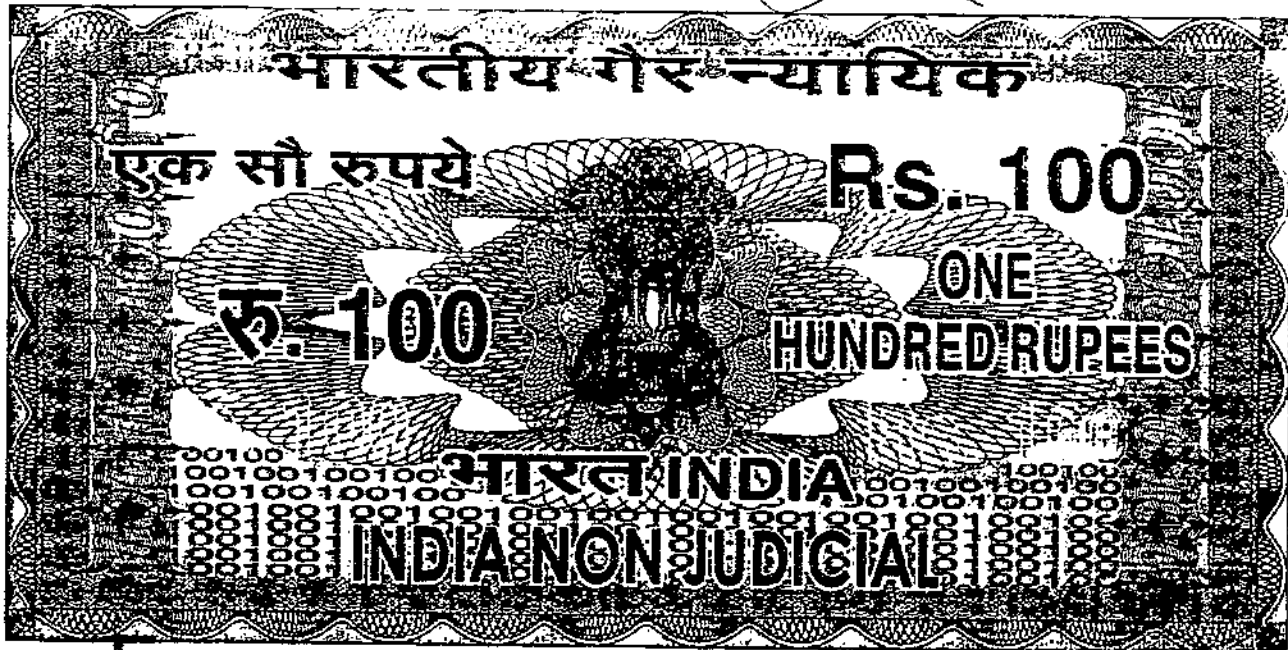 भारतीय गैर न्यायिक
एक सौ रुपये Rs. 100
रु. 100 ONE
HUNDRED RUPEES
भारत INDIA
INDIA NON JUDICIAL